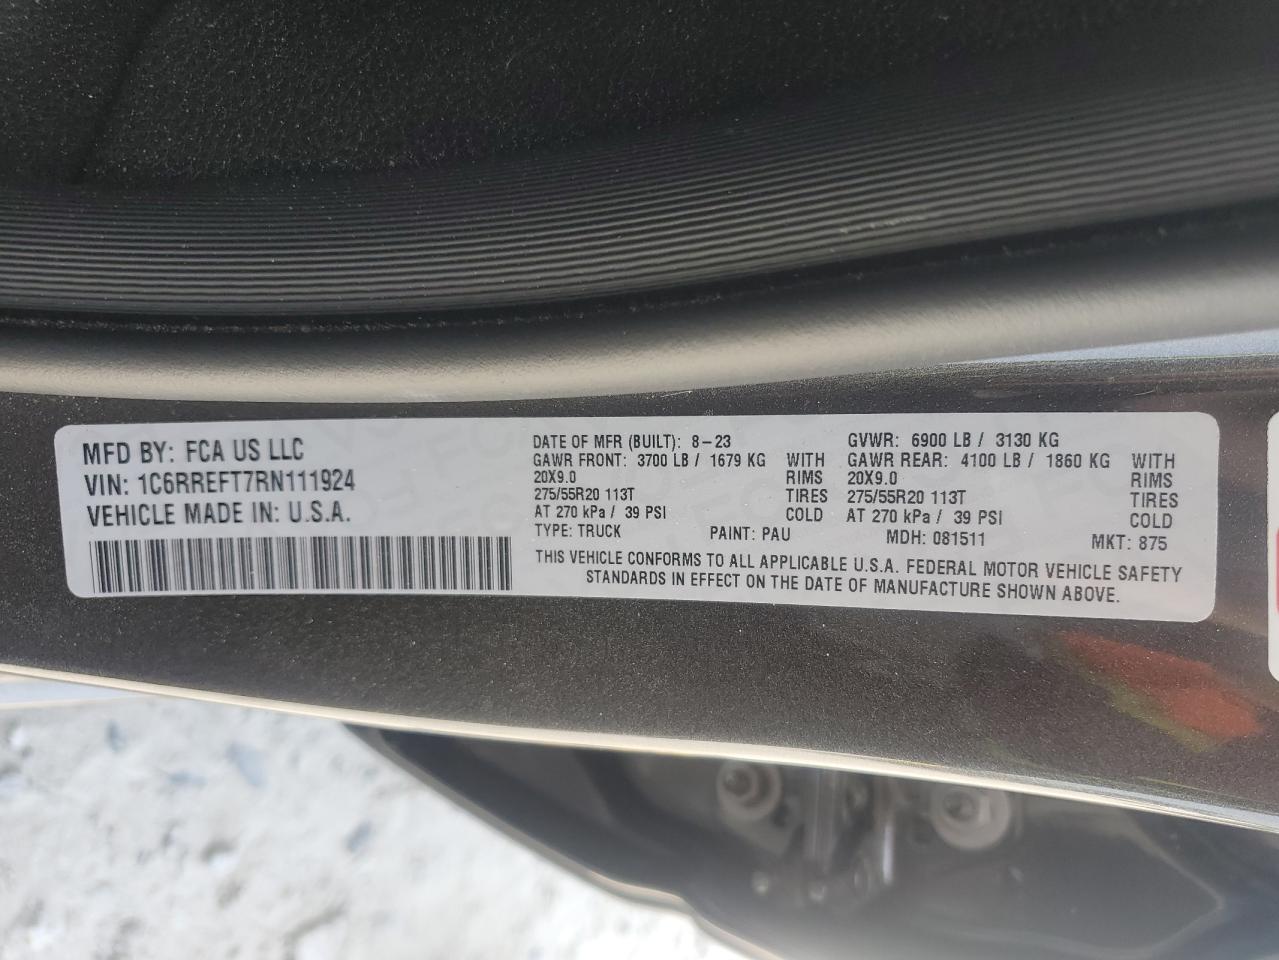 MFD BY: FCA US LLC
VIN: 1C6RREFT7RN111924
VEHICLE MADE IN: U.S.A.
DATE OF MFR (BUILT): 8-23
GAWR FRONT: 3700 LB / 1679 KG WITH
20X9.0 RIMS
275/55R20 113T TIRES
AT 270 kPa / 39 PSI COLD
GVWR: 6900 LB / 3130 KG
GAWR REAR: 4100 LB / 1860 KG WITH
20X9.0 RIMS
275/55R20 113T TIRES
AT 270 kPa / 39 PSI COLD
TYPE: TRUCK PAINT: PAU MDH: 081511 MKT: 875
THIS VEHICLE CONFORMS TO ALL APPLICABLE U.S.A. FEDERAL MOTOR VEHICLE SAFETY
STANDARDS IN EFFECT ON THE DATE OF MANUFACTURE SHOWN ABOVE.